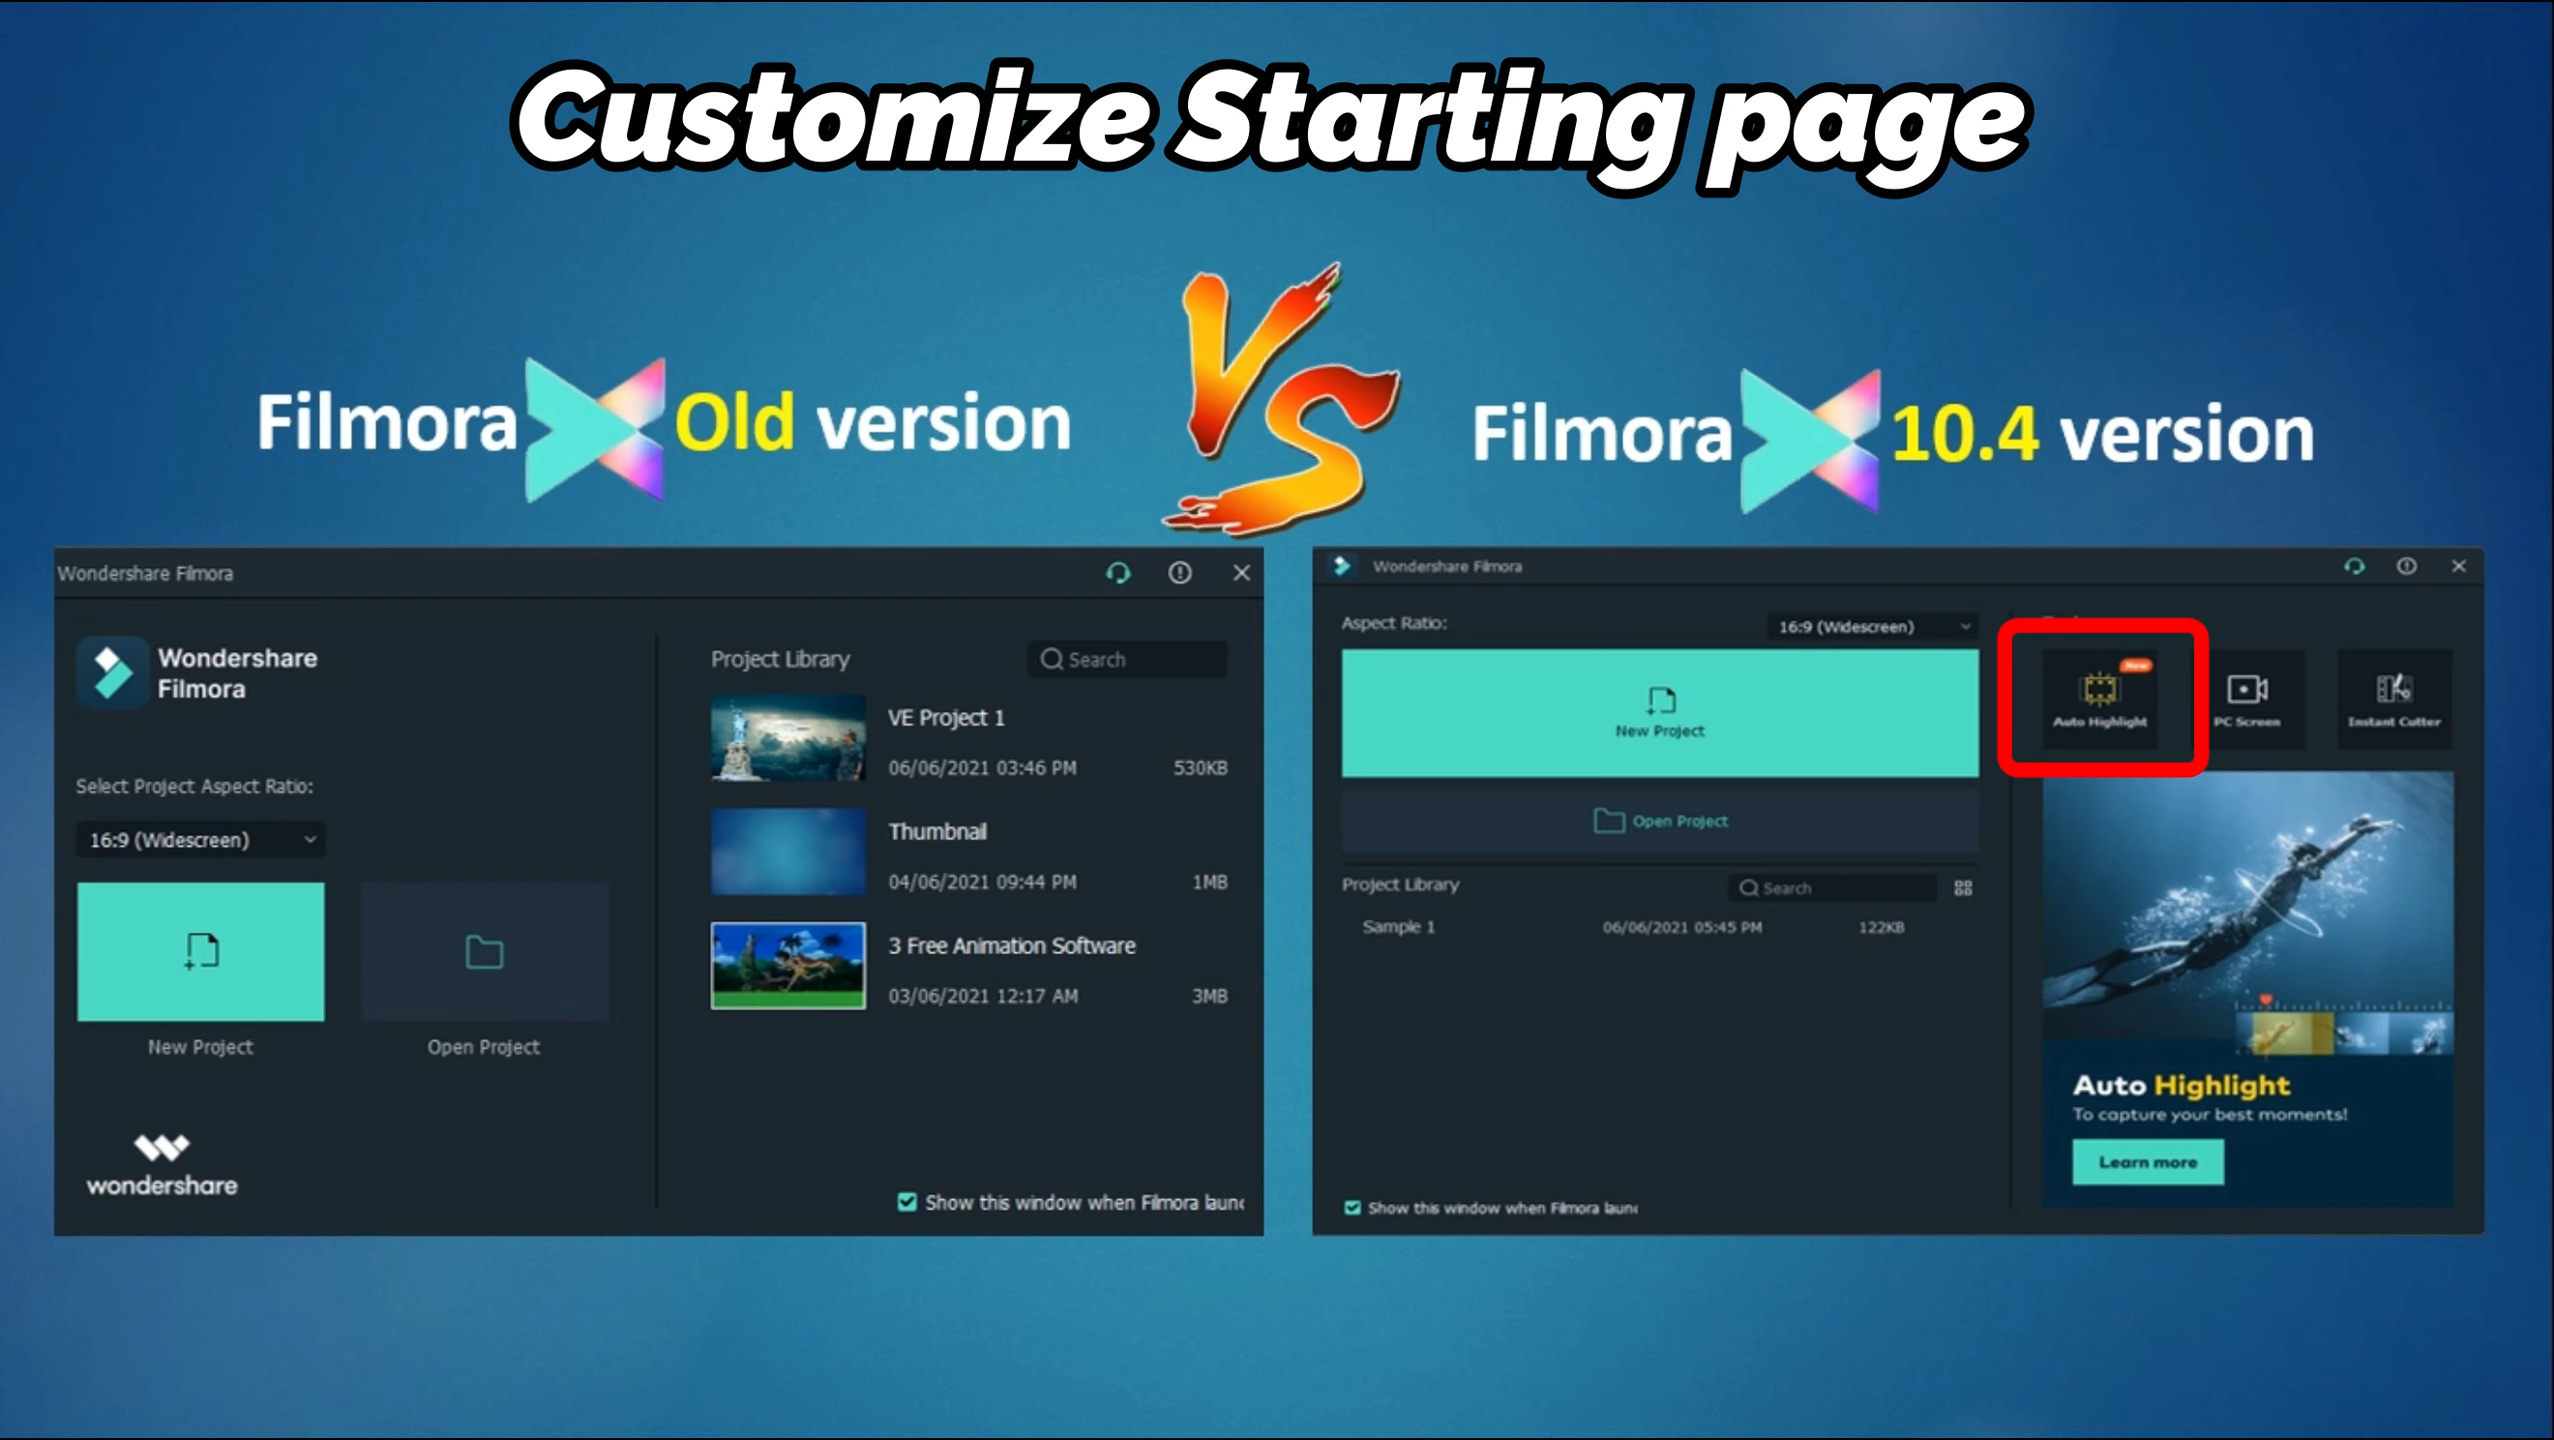 Customize Starting page
VS
Filmora Old version
Filmora 10.4 version
Wondershare Filmora
Wondershare
Filmora
Select Project Aspect Ratio:
16:9 (Widescreen)
New Project
Open Project
wondershare
Project Library
Search
VE Project 1
06/06/2021 03:46 PM 530KB
Thumbnail
04/06/2021 09:44 PM 1MB
3 Free Animation Software
03/06/2021 12:17 AM 3MB
Show this window when Filmora launc
Wondershare Filmora
Aspect Ratio:
16:9 (Widescreen)
New Project
Open Project
Project Library
Search
Sample 1 06/06/2021 05:45 PM 122KB
Show this window when Filmora launc
New
Auto Highlight
PC Screen
Instant Cutter
Auto Highlight
To capture your best moments!
Learn more